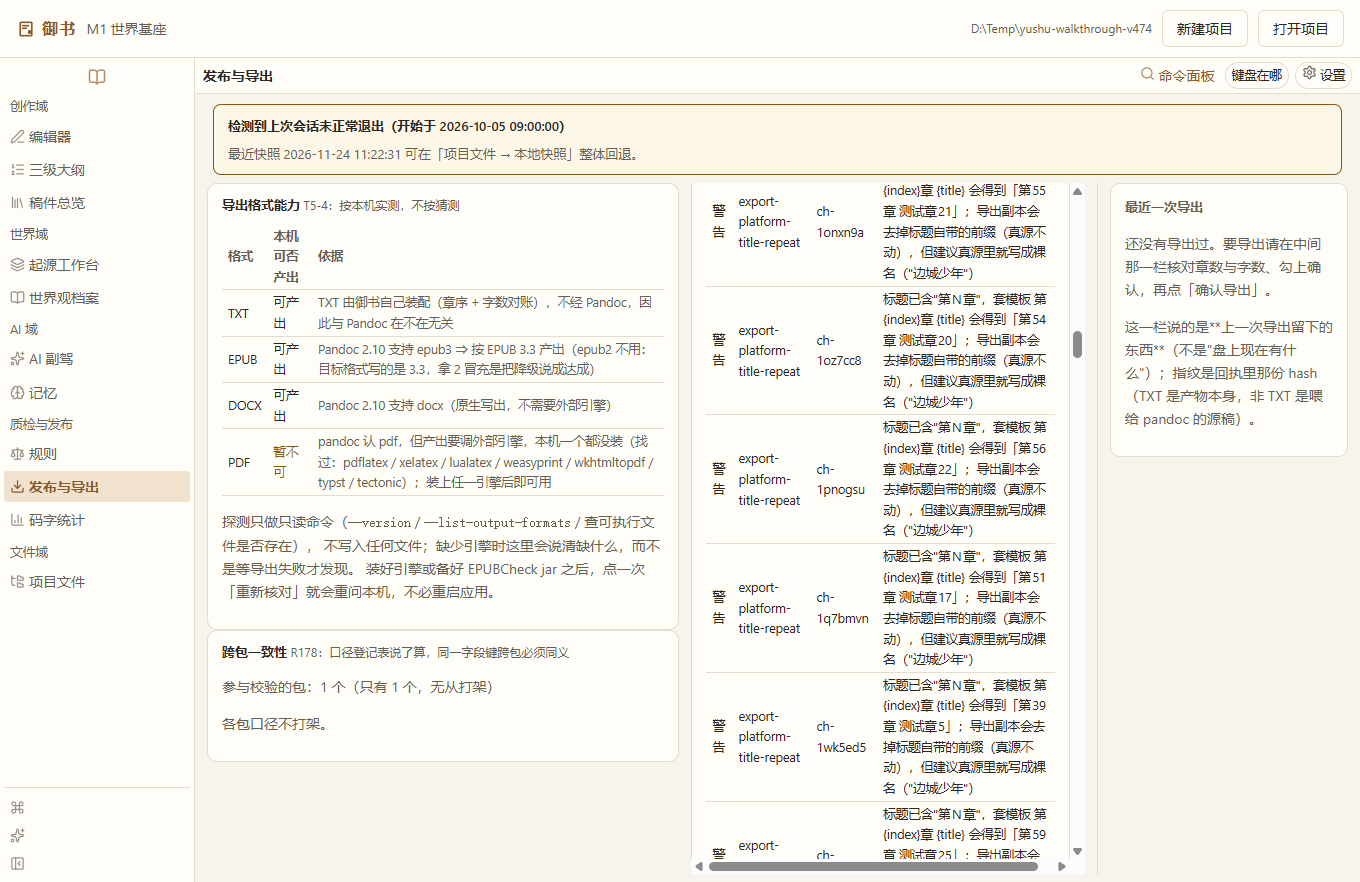 御书 M1 世界基座
D:\Temp\yushu-walkthrough-v474 新建项目 打开项目
创作域
编辑器
三级大纲
稿件总览
世界域
起源工作台
世界观档案
AI 域
AI 副驾
记忆
质检与发布
规则
发布与导出
码字统计
文件域
项目文件
发布与导出
命令面板 键盘在哪 设置
检测到上次会话未正常退出（开始于 2026-10-05 09:00:00）
最近快照 2026-11-24 11:22:31 可在「项目文件 → 本地快照」整体回退。
导出格式能力 T5-4：按本机实测，不按猜测
格式 本机可否产出 依据
TXT 可产出 TXT 由御书自己装配（章序 + 字数对账），不经 Pandoc，因
此与 Pandoc 在不在无关
EPUB 可产出 Pandoc 2.10 支持 epub3 ⇒ 按 EPUB 3.3 产出（epub2 不用：
目标格式写的是 3.3，拿 2 冒充是把降级说成达成）
DOCX 可产出 Pandoc 2.10 支持 docx（原生写出，不需要外部引擎）
PDF 暂不可 pandoc 认 pdf，但产出要调外部引擎，本机一个都没装（找
过：pdflatex / xelatex / lualatex / weasyprint / wkhtmltopdf /
typst / tectonic）；装上任一引擎后即可用
探测只做只读命令（—version / —list-output-formats / 查可执行文
件是否存在），不写入任何文件；缺少引擎时这里会说清缺什么，而不
是等导出失败才发现。 装好引擎或备好 EPUBCheck jar 之后，点一次
「重新核对」就会重问本机，不必重启应用。
跨包一致性 R178：口径登记表说了算，同一字段键跨包必须同义
参与校验的包：1 个（只有 1 个，无从打架）
各包口径不打架。
警告 export-platform-title-repeat ch-1onxn9a
{index}章 {title} 会得到「第55
章 测试章21」；导出副本会
去掉标题自带的前缀（真源不
动），但建议真源里就写成裸
名（"边城少年"）
警告 export-platform-title-repeat ch-1oz7cc8
标题已含"第 N 章"，套模板 第
{index}章 {title} 会得到「第54
章 测试章20」；导出副本会
去掉标题自带的前缀（真源不
动），但建议真源里就写成裸
名（"边城少年"）
警告 export-platform-title-repeat ch-1pnogsu
标题已含"第 N 章"，套模板 第
{index}章 {title} 会得到「第56
章 测试章22」；导出副本会
去掉标题自带的前缀（真源不
动），但建议真源里就写成裸
名（"边城少年"）
警告 export-platform-title-repeat ch-1q7bmvn
标题已含"第 N 章"，套模板 第
{index}章 {title} 会得到「第51
章 测试章17」；导出副本会
去掉标题自带的前缀（真源不
动），但建议真源里就写成裸
名（"边城少年"）
警告 export-platform-title-repeat ch-1wk5ed5
标题已含"第 N 章"，套模板 第
{index}章 {title} 会得到「第39
章 测试章5」；导出副本会去
掉标题自带的前缀（真源不
动），但建议真源里就写成裸
名（"边城少年"）
警 export- ch-
标题已含"第 N 章"，套模板 第
{index}章 {title} 会得到「第59
章 测试章25」；导出副本会
最近一次导出
还没有导出过。要导出请在中间
那一栏核对章数与字数、勾上确
认，再点「确认导出」。
这一栏说的是**上一次导出留下的
东西**（不是"盘上现在有什
么"）；指纹是回执里那份 hash
（TXT 是产物本身，非 TXT 是喂
给 pandoc 的源稿）。